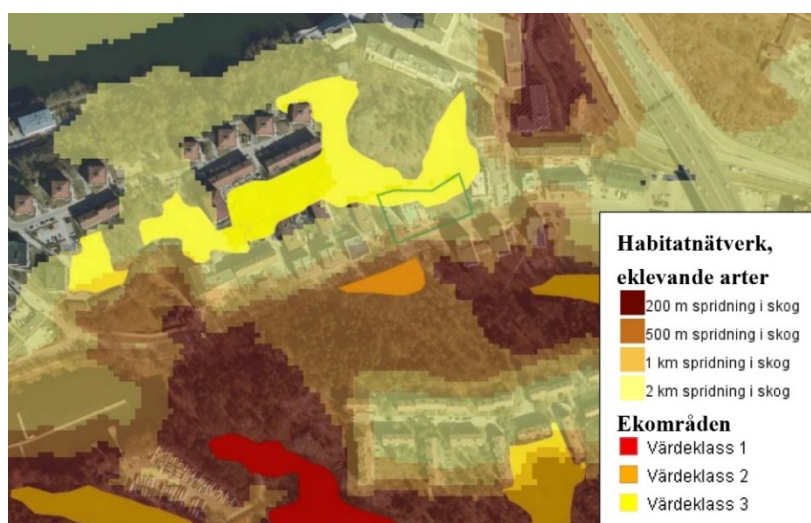 Habitatnätverk,
eklevande arter
200 m spridning i skog
500 m spridning i skog
1 km spridning i skog
2 km spridning i skog
Ekområden
Värdeklass 1
Värdeklass 2
Värdeklass 3